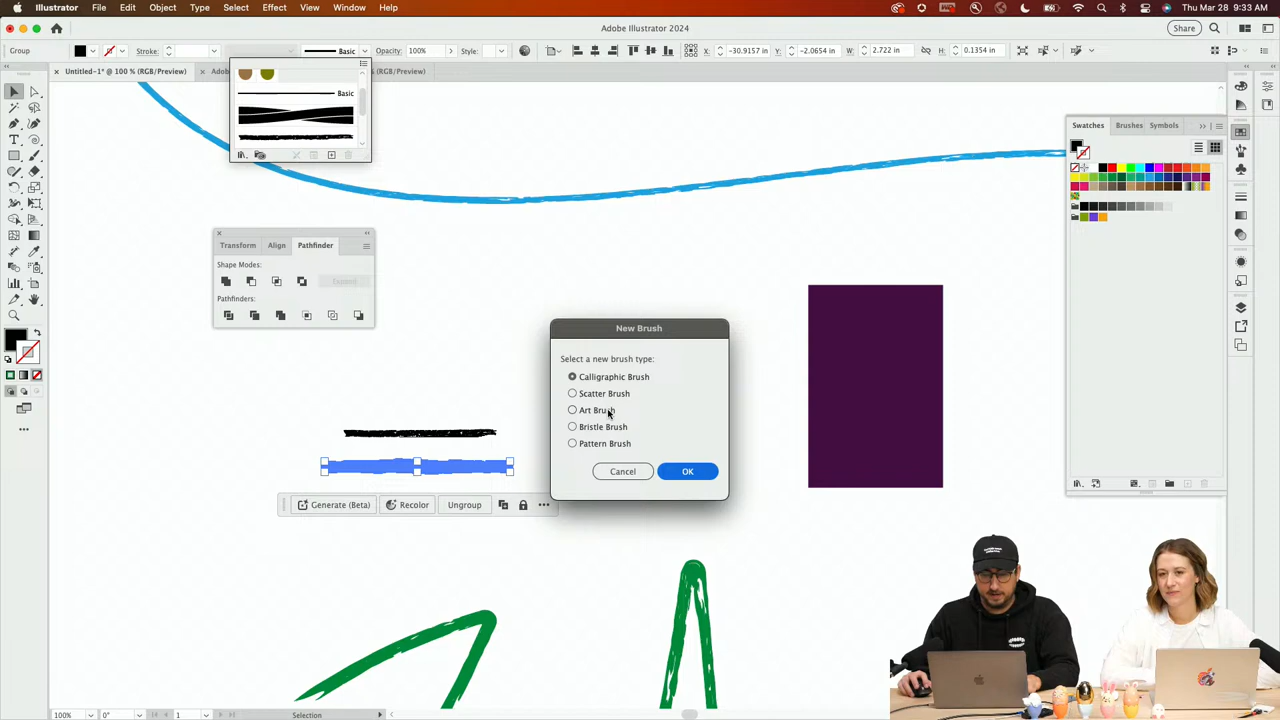 Illustrator File Edit Object Type Select Effect View Window Help Thu Mar 28 9:33 AM
Adobe Illustrator 2024 Share
Group Stroke: Basic Opacity: 100% Style: X: -30.9157 in Y: -2.0654 in W: 2.722 in H: 0.1354 in
Untitled-1* @ 100 % (RGB/Preview) Adob % (RGB/Preview)
Basic
Swatches Brushes Symbols
Transform Align Pathfinder
Shape Modes:
Expand
Pathfinders:
New Brush
Select a new brush type:
Calligraphic Brush
Scatter Brush
Art Brush
Bristle Brush
Pattern Brush
Cancel OK
Generate (Beta) Recolor Ungroup
100% 0° 1 Selection